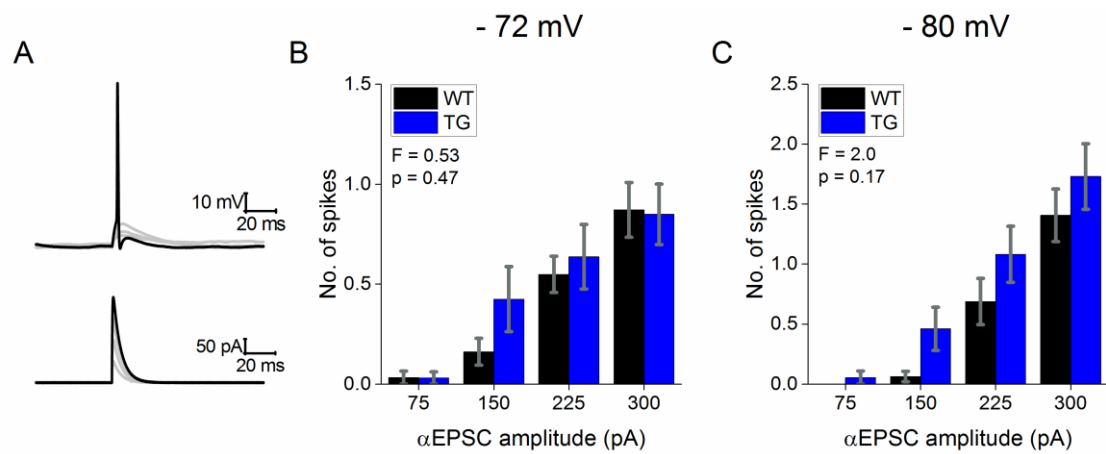 - 72 mV
- 80 mV
A
10 mV
20 ms
50 pA
20 ms
B
1.5
1.0
0.5
0.0
No. of spikes
WT
TG
F = 0.53
p = 0.47
75
150
225
300
αEPSC amplitude (pA)
C
2.5
2.0
1.5
1.0
0.5
0.0
No. of spikes
WT
TG
F = 2.0
p = 0.17
75
150
225
300
αEPSC amplitude (pA)